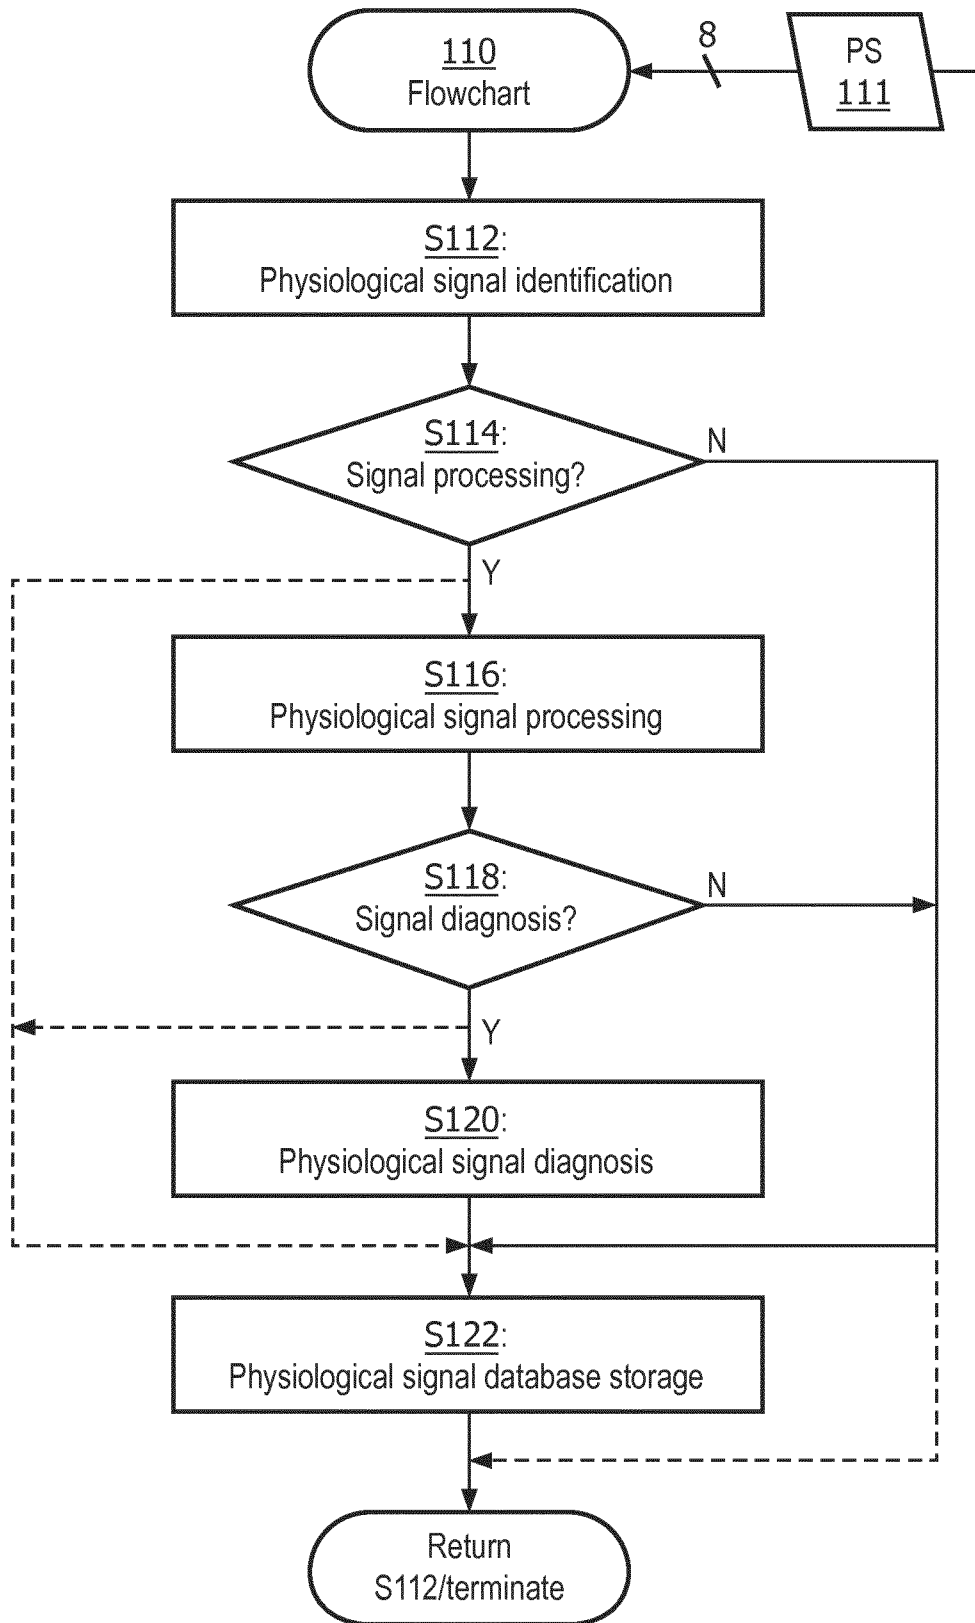 110
Flowchart
8
PS
111
S112:
Physiological signal identification
S114:
Signal processing?
N
Y
S116:
Physiological signal processing
S118:
Signal diagnosis?
N
Y
S120:
Physiological signal diagnosis
S122:
Physiological signal database storage
Return
S112/terminate